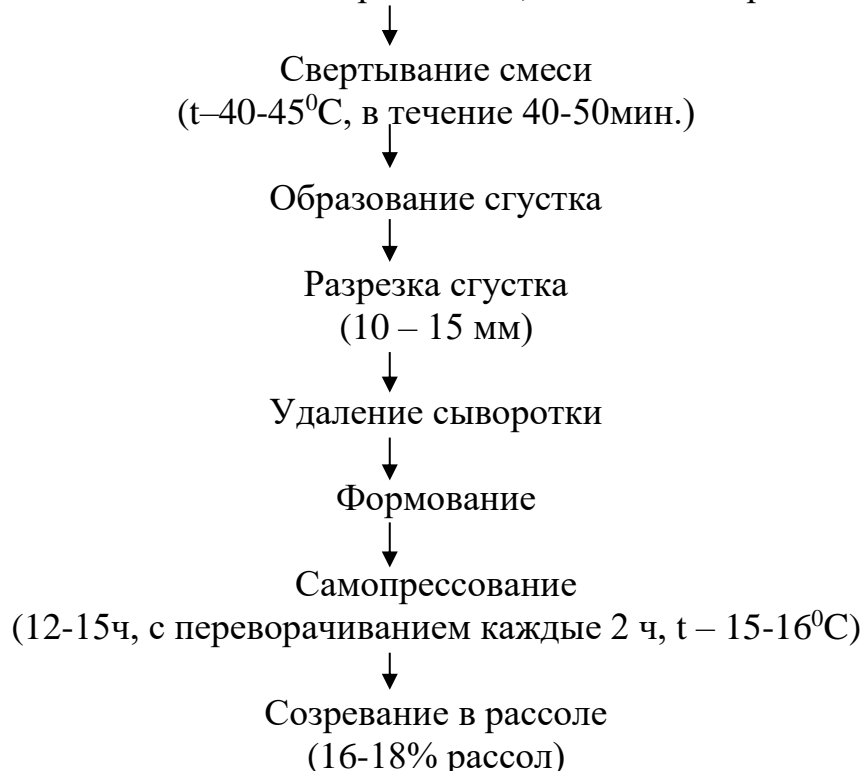 Свертывание смеси
(t–40-45⁰С, в течение 40-50мин.)
Образование сгустка
Разрезка сгустка
(10 – 15 мм)
Удаление сыворотки
Формование
Самопрессование
(12-15ч, с переворачиванием каждые 2 ч, t – 15-16⁰С)
Созревание в рассоле
(16-18% рассол)